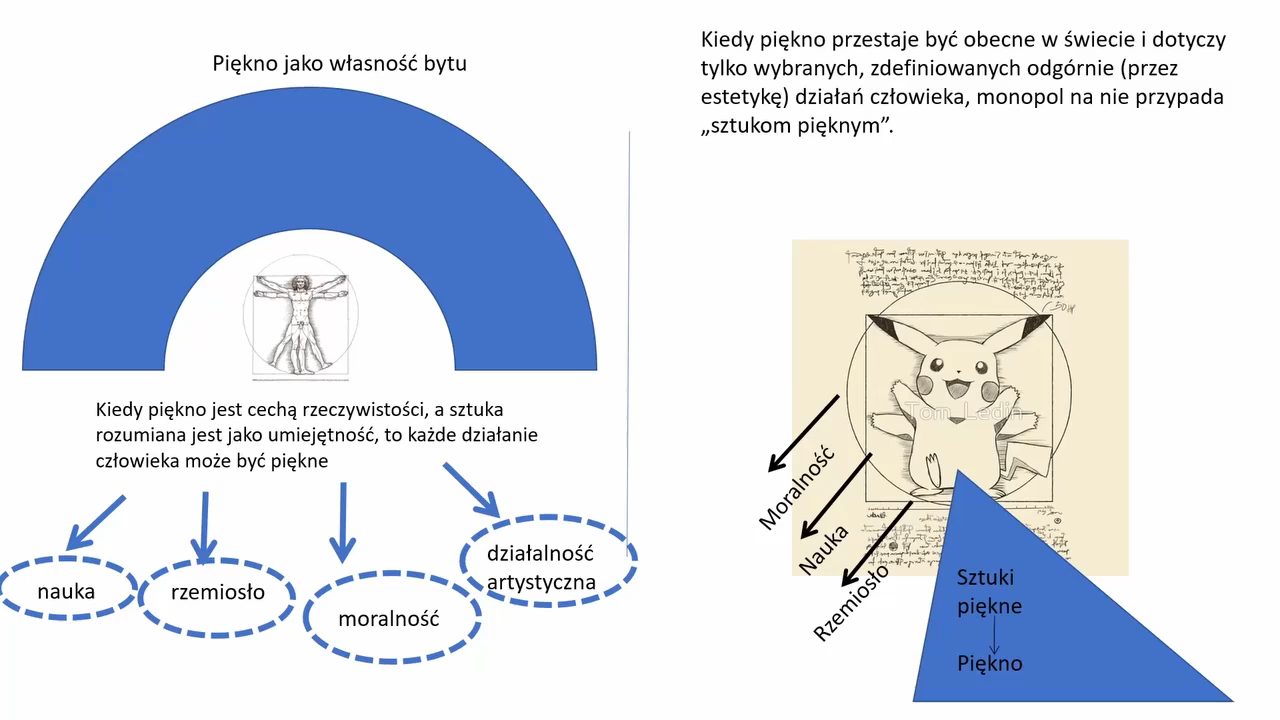 Piękno jako własność bytu
Kiedy piękno jest cechą rzeczywistości, a sztuka
rozumiana jest jako umiejętność, to każde działanie
człowieka może być piękne
nauka
rzemiosło
moralność
działalność
artystyczna
Kiedy piękno przestaje być obecne w świecie i dotyczy
tylko wybranych, zdefiniowanych odgórnie (przez
estetykę) działań człowieka, monopol na nie przypada
„sztukom pięknym”.
Tom_Ledin
Moralność
Nauka
Rzemiosło
Sztuki
piękne
Piękno